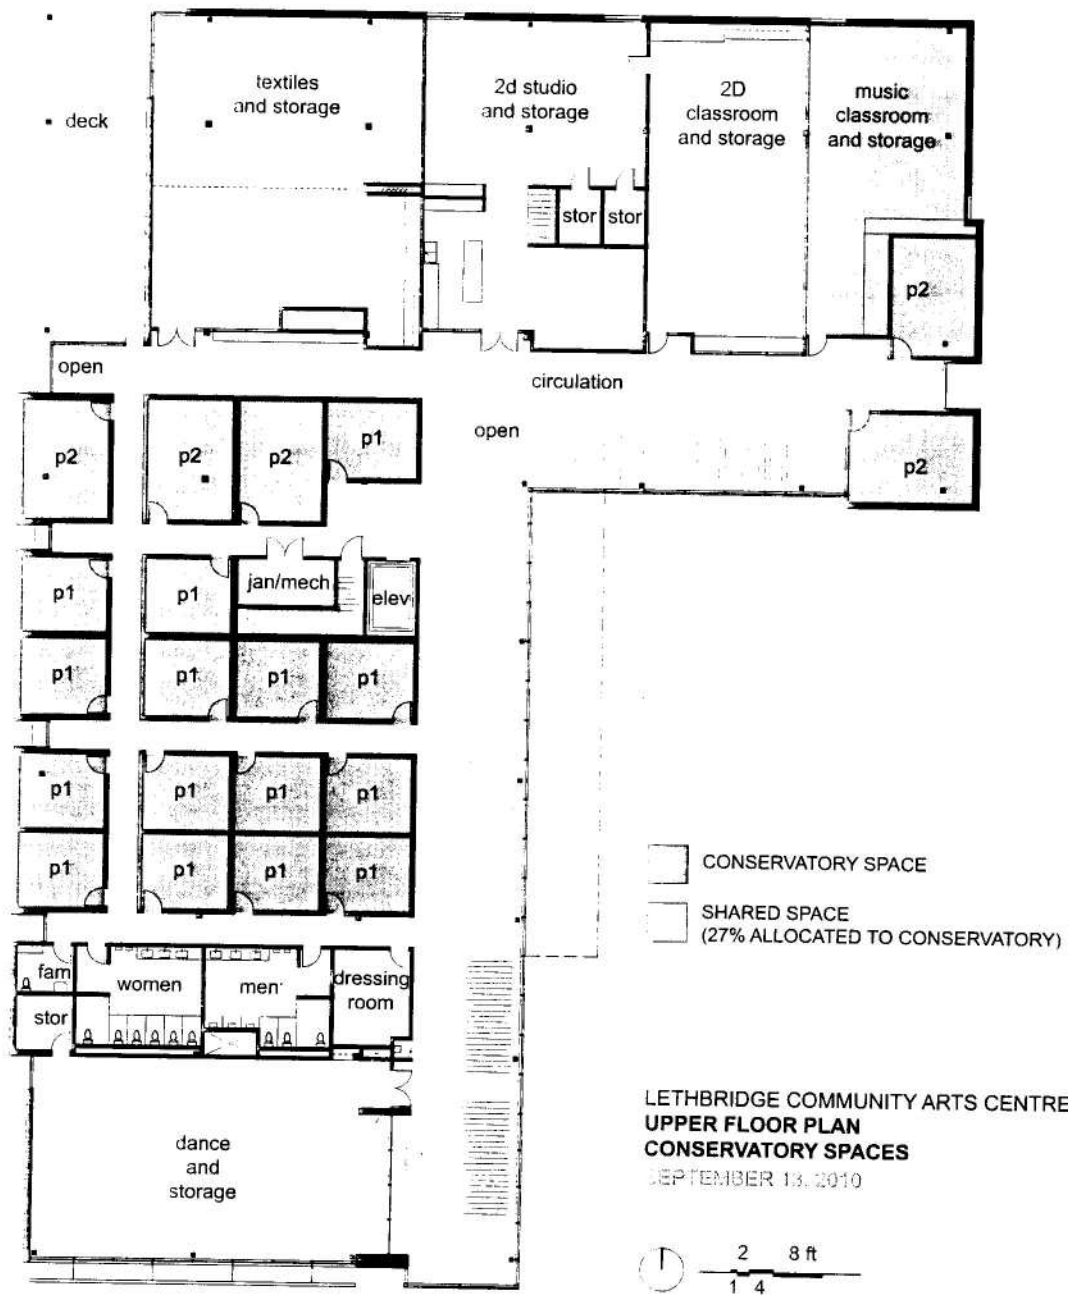 textiles
and storage
2d studio
and storage
2D
classroom
and storage
music
classroom
and storage
deck
stor
stor
p2
open
circulation
open
p2
p2
p2
p1
p2
p1
p1
jan/mech
elev
p1
p1
p1
p1
p1
p1
p1
p1
p1
p1
p1
p1
CONSERVATORY SPACE
SHARED SPACE
(27% ALLOCATED TO CONSERVATORY)
fam
women
men
dressing
room
stor
dance
and
storage
LETHBRIDGE COMMUNITY ARTS CENTRE
UPPER FLOOR PLAN
CONSERVATORY SPACES
SEPTEMBER 13, 2010
2 8 ft
1 4